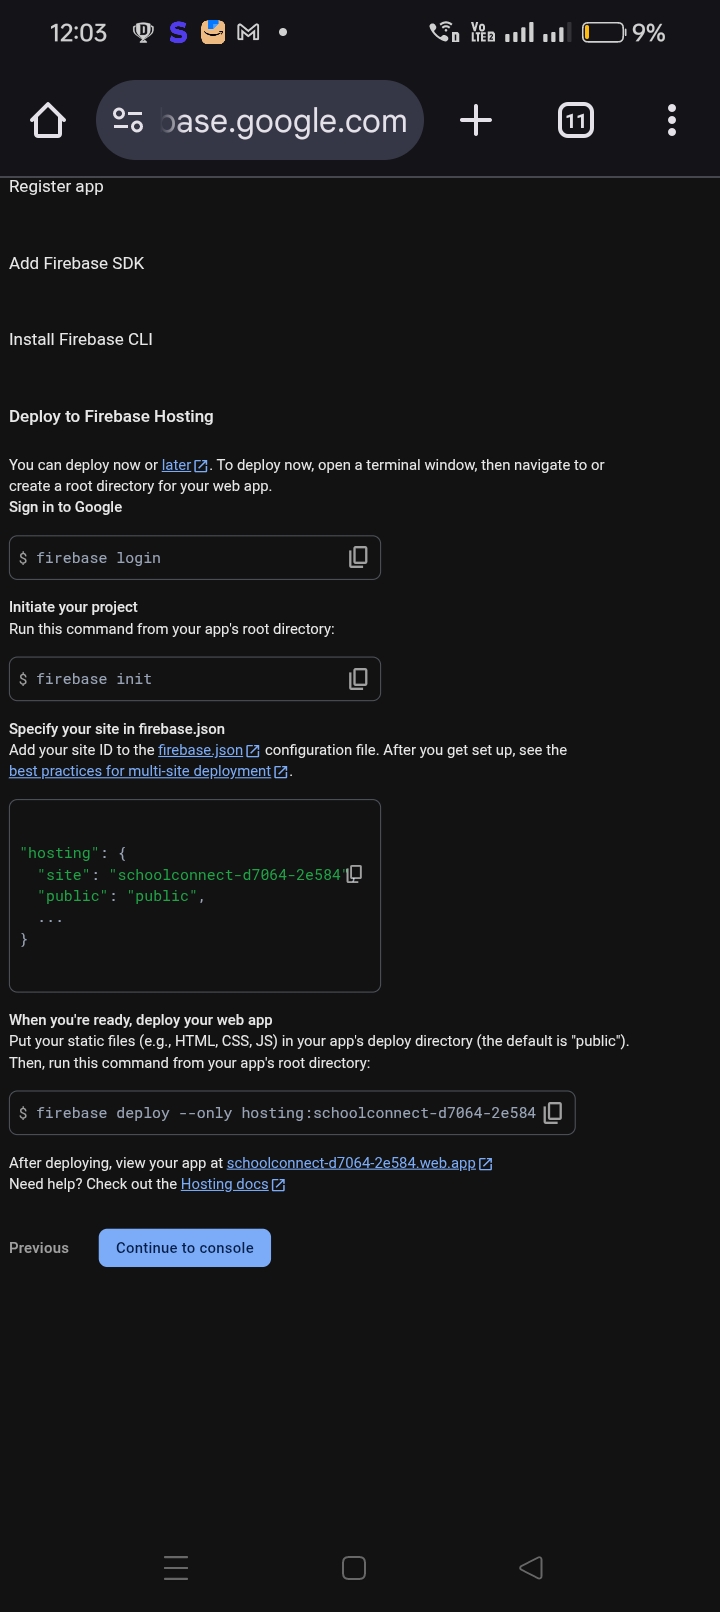 12:03
Vo
LTE2
9%
base.google.com
11
Register app
Add Firebase SDK
Install Firebase CLI
Deploy to Firebase Hosting
You can deploy now or later. To deploy now, open a terminal window, then navigate to or
create a root directory for your web app.
Sign in to Google
$ firebase login
Initiate your project
Run this command from your app's root directory:
$ firebase init
Specify your site in firebase.json
Add your site ID to the firebase.json configuration file. After you get set up, see the
best practices for multi-site deployment.
"hosting": {
"site": "schoolconnect-d7064-2e584"
"public": "public",
...
}
When you're ready, deploy your web app
Put your static files (e.g., HTML, CSS, JS) in your app's deploy directory (the default is "public").
Then, run this command from your app's root directory:
$ firebase deploy --only hosting:schoolconnect-d7064-2e584
After deploying, view your app at schoolconnect-d7064-2e584.web.app
Need help? Check out the Hosting docs
Previous
Continue to console